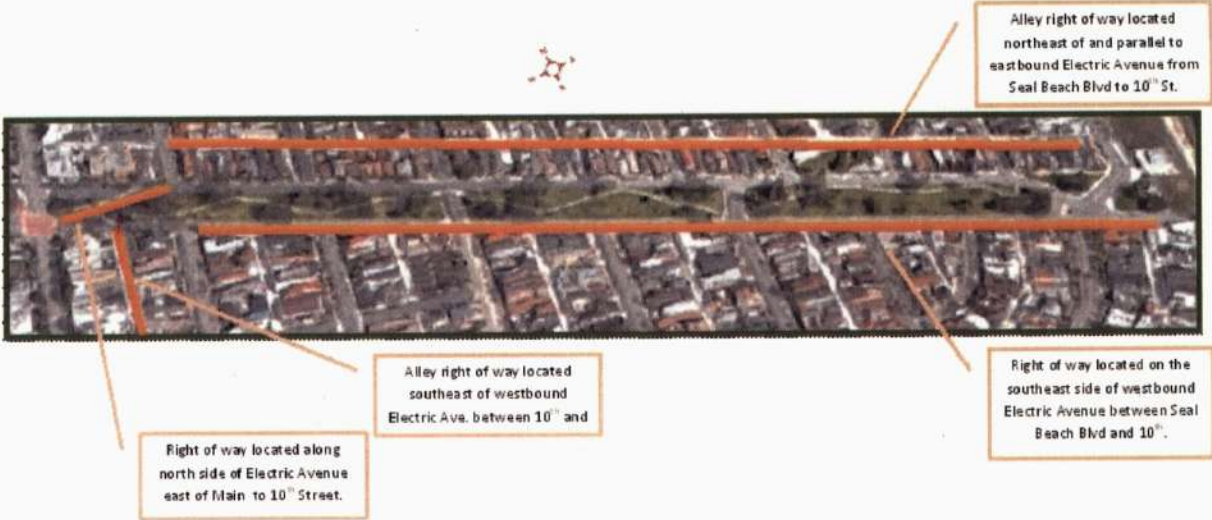 Alley right of way located
northeast of and parallel to
eastbound Electric Avenue from
Seal Beach Blvd to 10th St.
Alley right of way located
southeast of westbound
Electric Ave. between 10th and
Right of way located on the
southeast side of westbound
Electric Avenue between Seal
Beach Blvd and 10th.
Right of way located along
north side of Electric Avenue
east of Main to 10th Street.